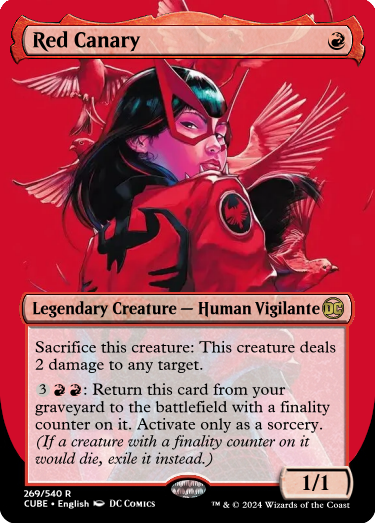 Red Canary
Legendary Creature — Human Vigilante
DC
Sacrifice this creature: This creature deals
2 damage to any target.
3 R R: Return this card from your
graveyard to the battlefield with a finality
counter on it. Activate only as a sorcery.
(If a creature with a finality counter on it
would die, exile it instead.)
1/1
269/540 R
CUBE • English DC COMICS
™ & © 2024 Wizards of the Coast